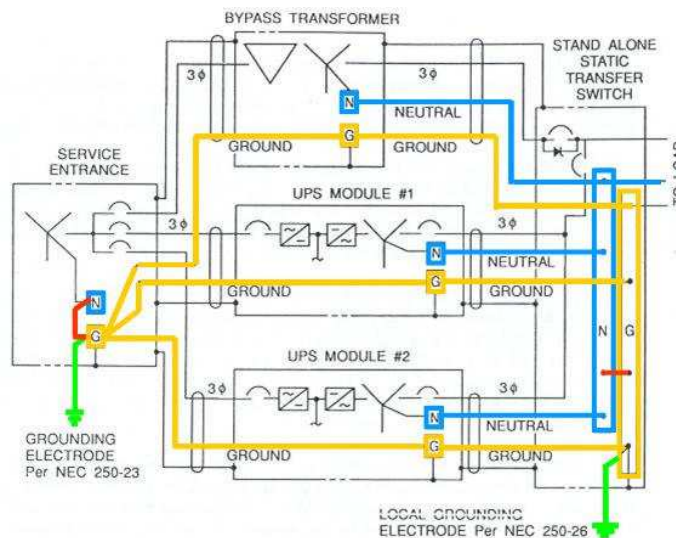 BYPASS TRANSFORMER
STAND ALONE
STATIC
TRANSFER
SWITCH
3ϕ
3ϕ
N
NEUTRAL
G
GROUND
GROUND
SERVICE
ENTRANCE
TO LOAD
UPS MODULE #1
3ϕ
3ϕ
N
NEUTRAL
G
GROUND
GROUND
N
G
N
G
UPS MODULE #2
3ϕ
3ϕ
N
NEUTRAL
G
GROUND
GROUND
GROUNDING
ELECTRODE
Per NEC 250-23
LOCAL GROUNDING
ELECTRODE Per NEC 250-26